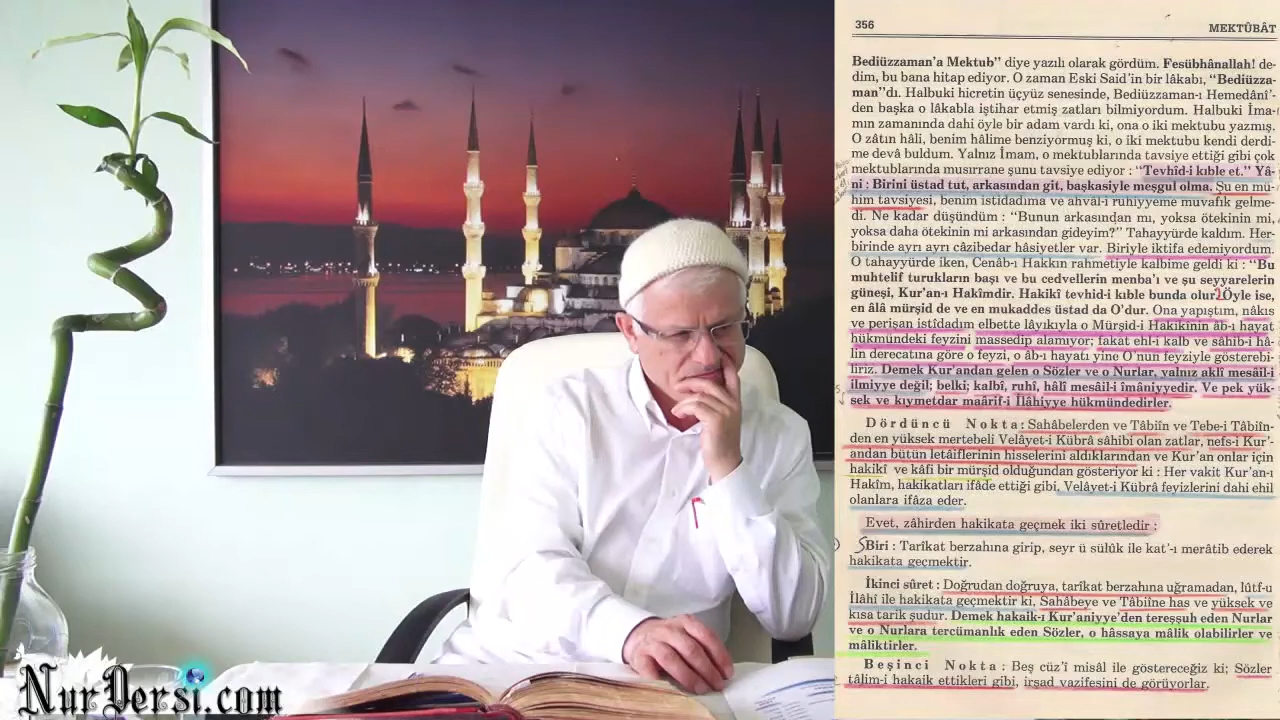 356
MEKTÛBÂT
Bediüzzaman'a Mektub" diye yazılı olarak gördüm. Fesübhânallah! de-
dim, bu bana hitap ediyor. O zaman Eski Said'in bir lâkabı, "Bediüzza-
man"dı. Halbuki hicretin üçyüz senesinde, Bediüzzaman-ı Hemedânî'-
den başka o lâkabla iştihar etmiş zatları bilmiyordum. Halbuki İma-
mın zamanında dahi öyle bir adam vardı ki, ona o iki mektubu yazmış.
O zâtın hâli, benim hâlime benziyormuş ki, o iki mektubu kendi derdi-
me devâ buldum. Yalnız İmam, o mektublarında tavsiye ettiği gibi çok
mektublarında musırrane şunu tavsiye ediyor : "Tevhîd-i kıble et." Yâ-
ni : Birini üstad tut, arkasından git, başkasiyle meşgul olma. Şu en mü-
him tavsiyesi, benim istidadıma ve ahvâl-i ruhiyyeme muvafık gelme-
di. Ne kadar düşündüm : "Bunun arkasından mı, yoksa ötekinin mi,
yoksa daha ötekinin mi arkasından gideyim?" Tahayyürde kaldım. Her-
birinde ayrı ayrı câzibedar hâsiyetler var. Biriyle iktifa edemiyordum.
O tahayyürde iken, Cenâb-ı Hakkın rahmetiyle kalbime geldi ki : "Bu
muhtelif turukların başı ve bu cedvellerin menba'ı ve şu seyyarelerin
güneşi, Kur'an-ı Hakîmdir. Hakikî tevhid-i kıble bunda olur. Öyle ise,
en âlâ mürşid de ve en mukaddes üstad da O'dur. Ona yapıştım, nâkıs
ve perişan istîdadım elbette lâyıkıyla o Mürşid-i Hakikînin âb-ı hayat
hükmündeki feyzini massedip alamıyor; fakat ehl-i kalb ve sâhib-i hâ-
lin derecatına göre o feyzi, o âb-ı hayatı yine O'nun feyziyle gösterebi-
liriz. Demek Kur'andan gelen o Sözler ve o Nurlar, yalnız aklî mesâil-i
ilmiyye değil; belki; kalbî, ruhî, hâlî mesâil-i îmâniyyedir. Ve pek yük-
sek ve kıymetdar maârif-i İlâhiyye hükmündedirler.
Dördüncü Nokta : Sahâbelerden ve Tâbiîn ve Tebe-i Tâbiîn-
den en yüksek mertebeli Velâyet-i Kübrâ sâhibi olan zatlar, nefs-i Kur'-
andan bütün letâiflerinin hisselerini aldıklarından ve Kur'an onlar için
hakikî ve kâfi bir mürşid olduğundan gösteriyor ki : Her vakit Kur'an-ı
Hakîm, hakikatları ifâde ettiği gibi, Velâyet-i Kübrâ feyizlerini dahi ehil
olanlara ifâza eder.
Evet, zâhirden hakikata geçmek iki sûretledir :
Biri : Tarîkat berzahına girip, seyr ü sülûk ile kat'-ı merâtib ederek
hakikata geçmektir.
İkinci sûret : Doğrudan doğruya, tarîkat berzahına uğramadan, lûtf-u
İlâhî ile hakikata geçmektir ki, Sahâbeye ve Tâbiîne has ve yüksek ve
kısa tarik şudur. Demek hakaik-ı Kur'aniyye'den tereşşuh eden Nurlar
ve o Nurlara tercümanlık eden Sözler, o hâssaya mâlik olabilirler ve
mâliktirler.
Beşinci Nokta : Beş cüz'î misâl ile göstereceğiz ki; Sözler
tâlim-i hakaik ettikleri gibi, irşad vazifesini de görüyorlar.
NurDersi.com